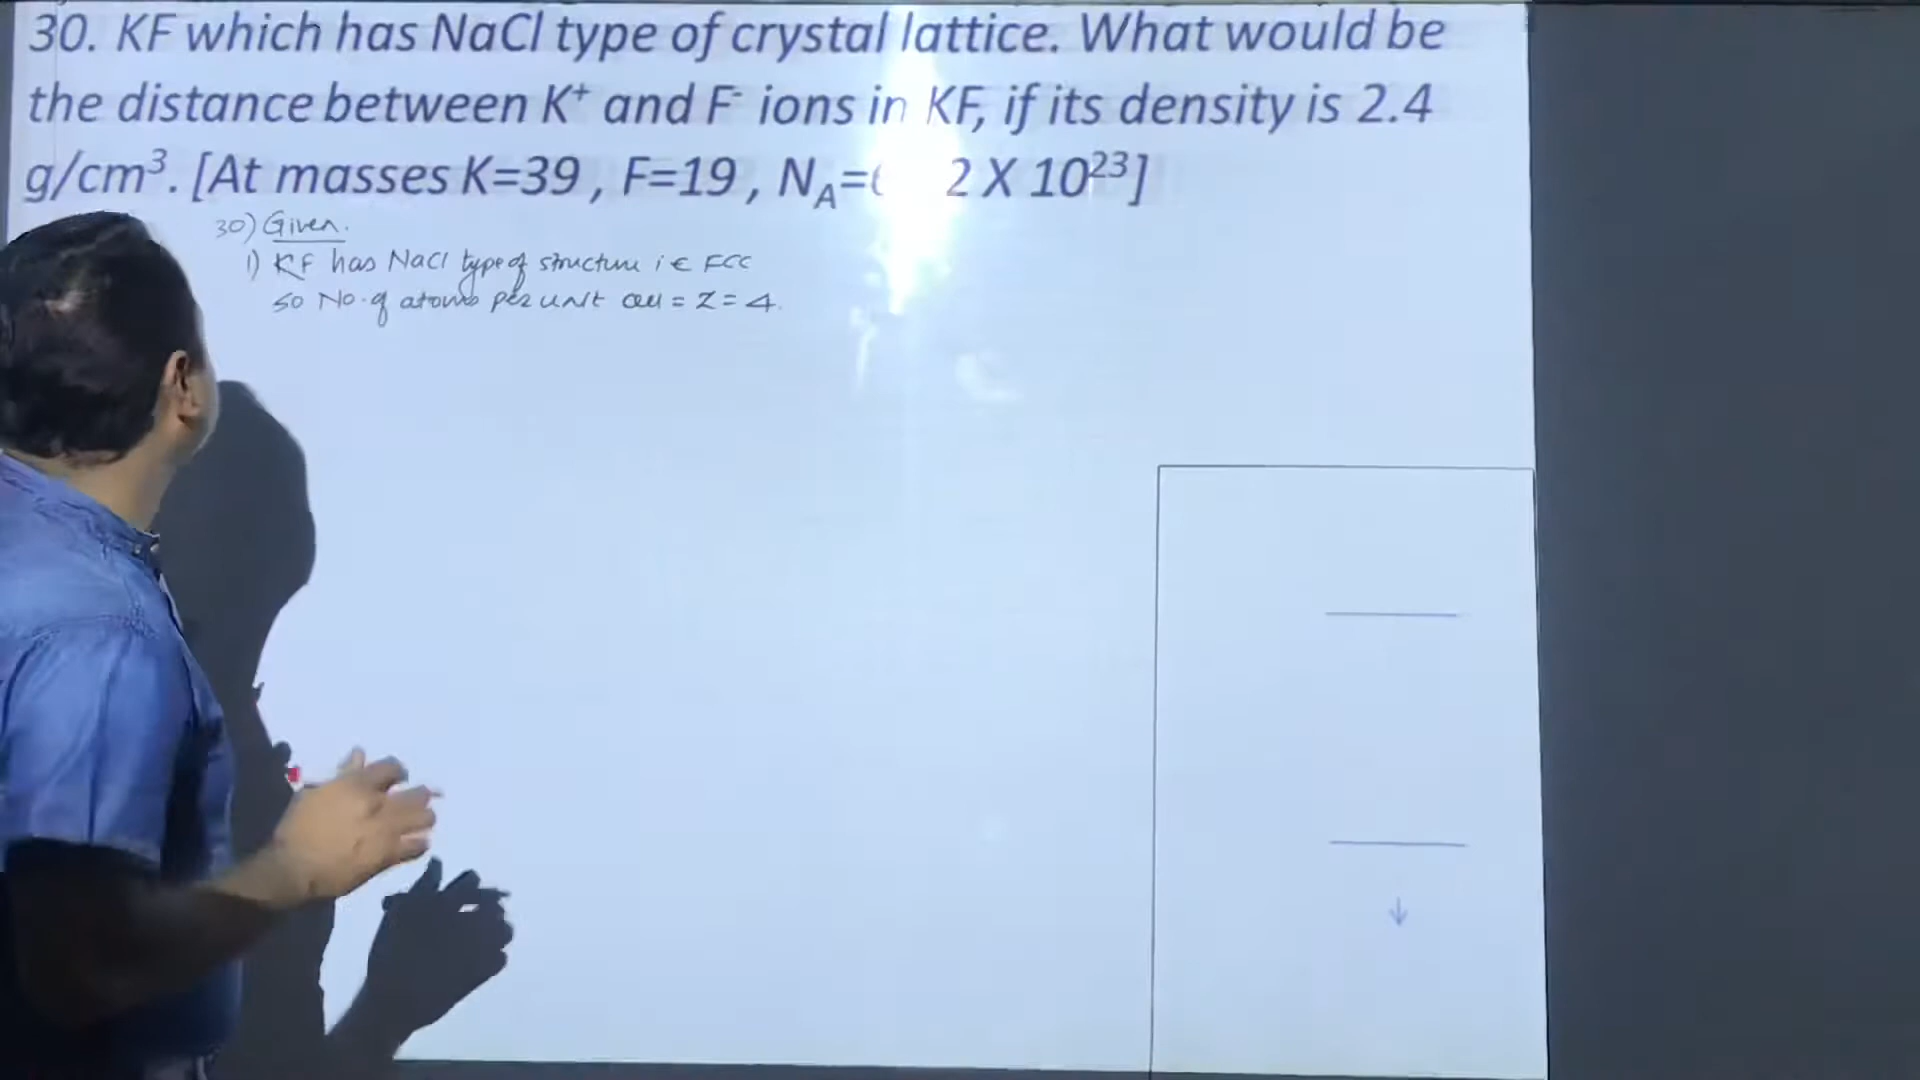 30. KF which has NaCl type of crystal lattice. What would be
the distance between K⁺ and F⁻ ions in KF, if its density is 2.4
g/cm³. [At masses K=39 , F=19 , N_A= 2 X 10²³]
30) Given.
1) KF has NaCl type of structure i e FCC
so No. of atoms per unit cell = Z = 4.